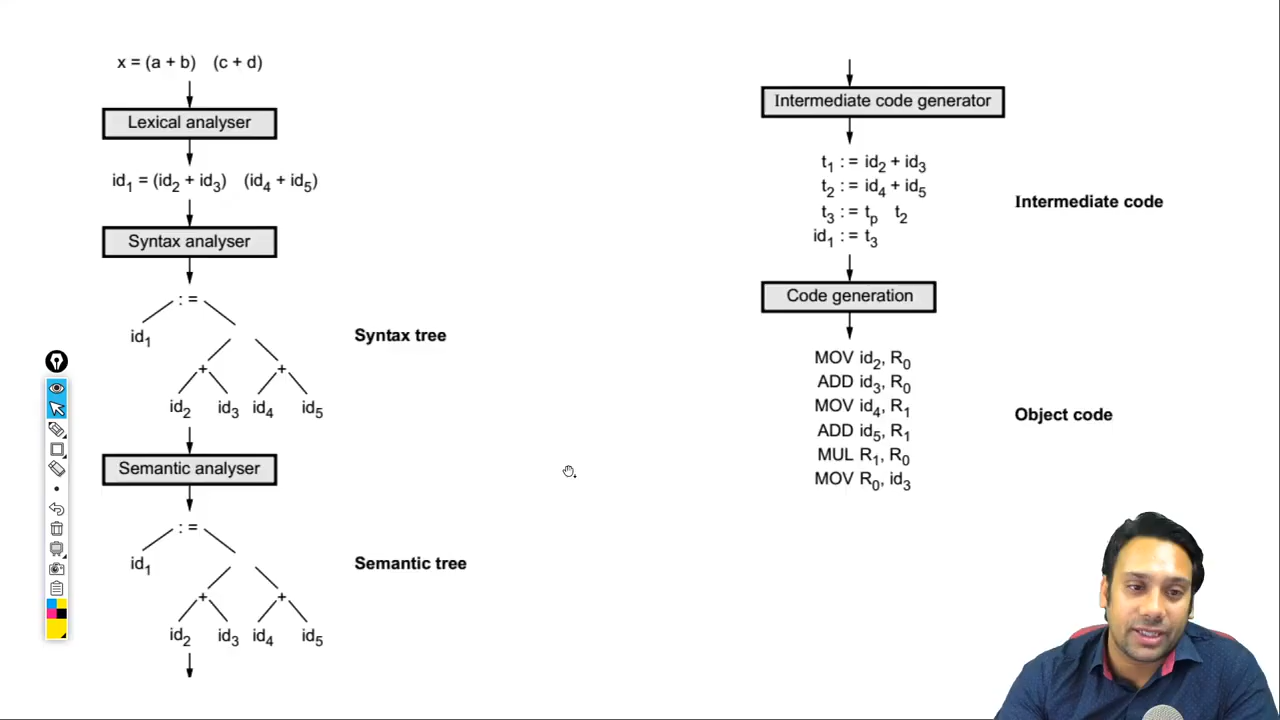 x = (a + b) (c + d)
Lexical analyser
id1 = (id2 + id3) (id4 + id5)
Syntax analyser
: =
id1
+ +
id2 id3 id4 id5
Syntax tree
Semantic analyser
: =
id1
+ +
id2 id3 id4 id5
Semantic tree
Intermediate code generator
t1 : = id2 + id3
t2 : = id4 + id5
t3 : = tp t2
id1 : = t3
Intermediate code
Code generation
MOV id2, R0
ADD id3, R0
MOV id4, R1
ADD id5, R1
MUL R1, R0
MOV R0, id3
Object code